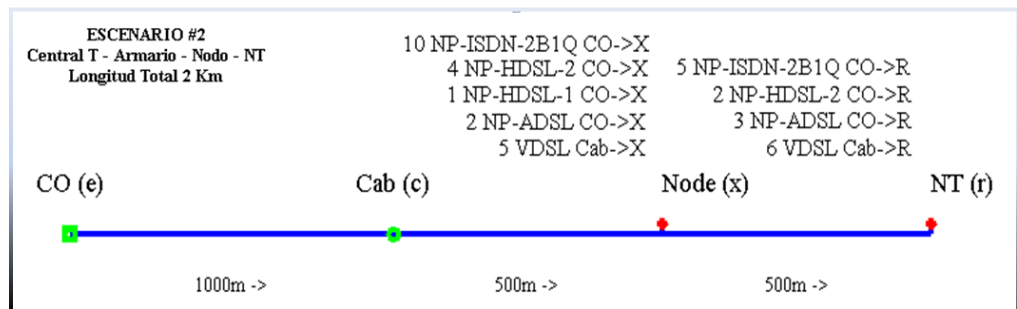 ESCENARIO #2
Central T - Armario - Nodo - NT
Longitud Total 2 Km
10 NP-ISDN-2B1Q CO->X
4 NP-HDSL-2 CO->X
1 NP-HDSL-1 CO->X
2 NP-ADSL CO->X
5 VDSL Cab->X
5 NP-ISDN-2B1Q CO->R
2 NP-HDSL-2 CO->R
3 NP-ADSL CO->R
6 VDSL Cab->R
CO (e)
Cab (c)
Node (x)
NT (r)
1000m ->
500m ->
500m ->